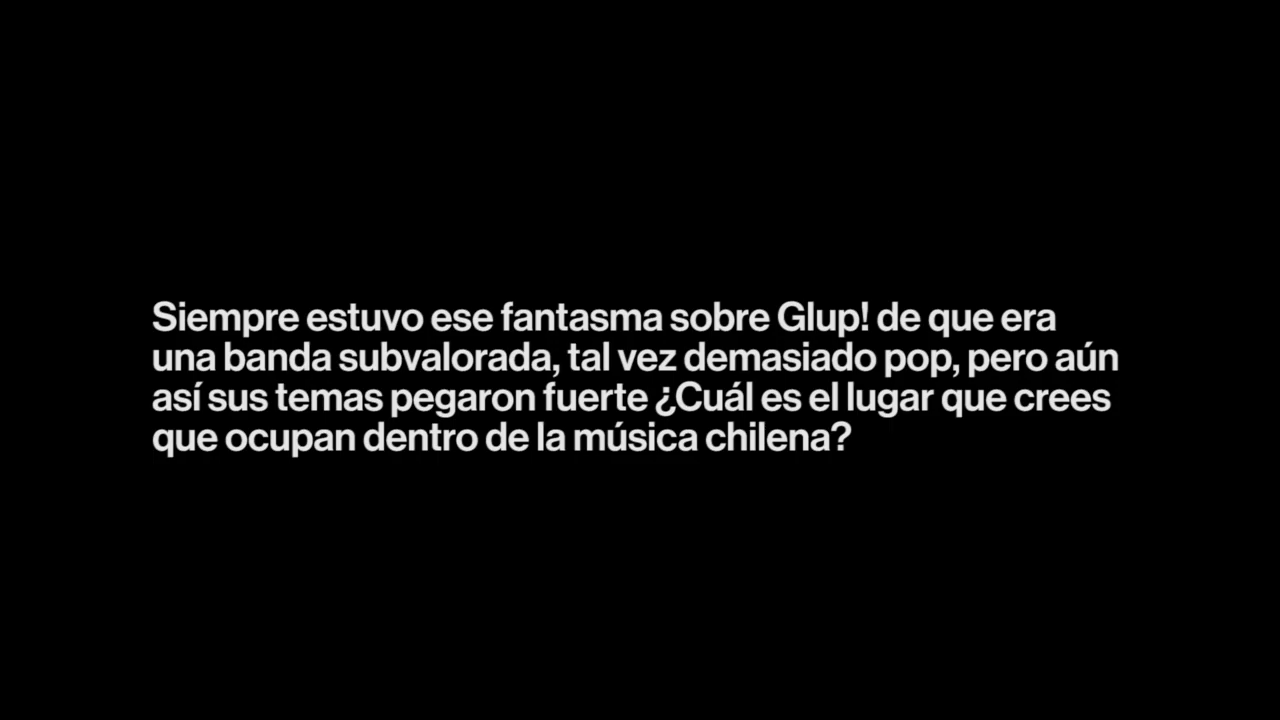 Siempre estuvo ese fantasma sobre Glup! de que era
una banda subvalorada, tal vez demasiado pop, pero aún
así sus temas pegaron fuerte ¿Cuál es el lugar que crees
que ocupan dentro de la música chilena?